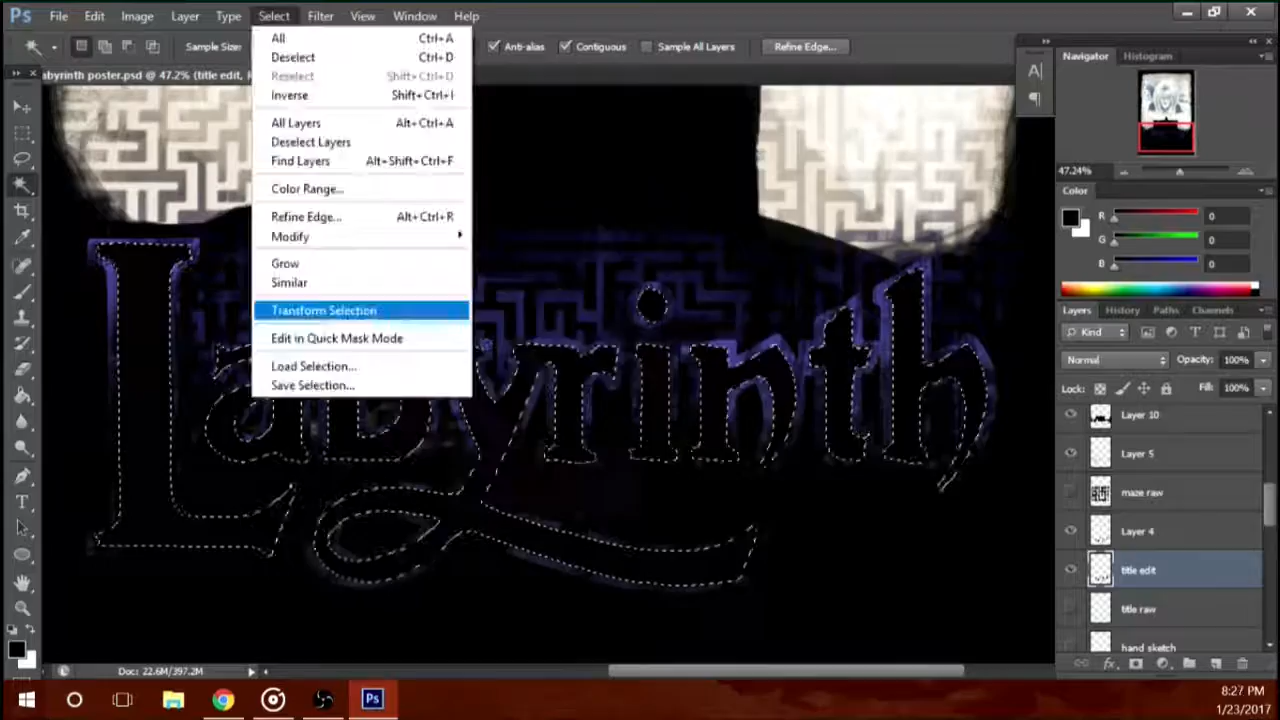 Ps File Edit Image Layer Type Select Filter View Window Help
Sample Size: Anti-alias Contiguous Sample All Layers Refine Edge...
abyrinth poster.psd @ 47.2% (title edit,
All Ctrl+A
Deselect Ctrl+D
Reselect Shift+Ctrl+D
Inverse Shift+Ctrl+I
All Layers Alt+Ctrl+A
Deselect Layers
Find Layers Alt+Shift+Ctrl+F
Color Range...
Refine Edge... Alt+Ctrl+R
Modify
Grow
Similar
Transform Selection
Edit in Quick Mask Mode
Load Selection...
Save Selection...
Labyrinth
Navigator Histogram
47.24%
Color
R 0
G 0
B 0
Layers History Paths Channels
Kind
Normal Opacity: 100%
Lock: Fill: 100%
Layer 10
Layer 5
maze raw
Layer 4
title edit
title raw
hand sketch
fx
Doc: 22.6M/397.2M
Ps
8:27 PM
1/23/2017